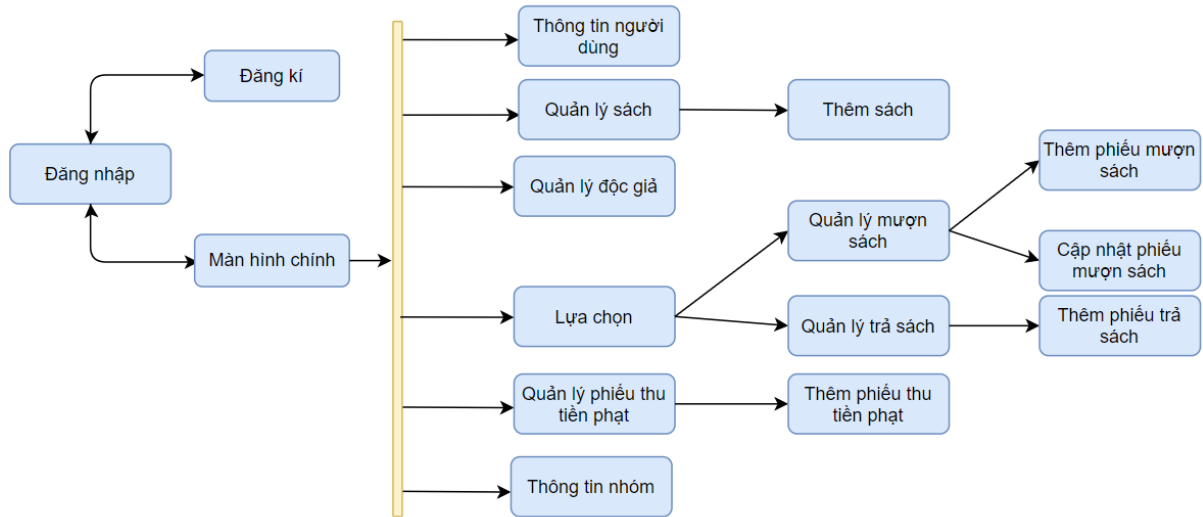 Thông tin người
dùng
Đăng kí
Quản lý sách
Thêm sách
Đăng nhập
Quản lý độc giả
Thêm phiếu mượn
sách
Quản lý mượn
sách
Màn hình chính
Cập nhật phiếu
mượn sách
Lựa chọn
Quản lý trả sách
Thêm phiếu trả
sách
Quản lý phiếu thu
tiền phạt
Thêm phiếu thu
tiền phạt
Thông tin nhóm